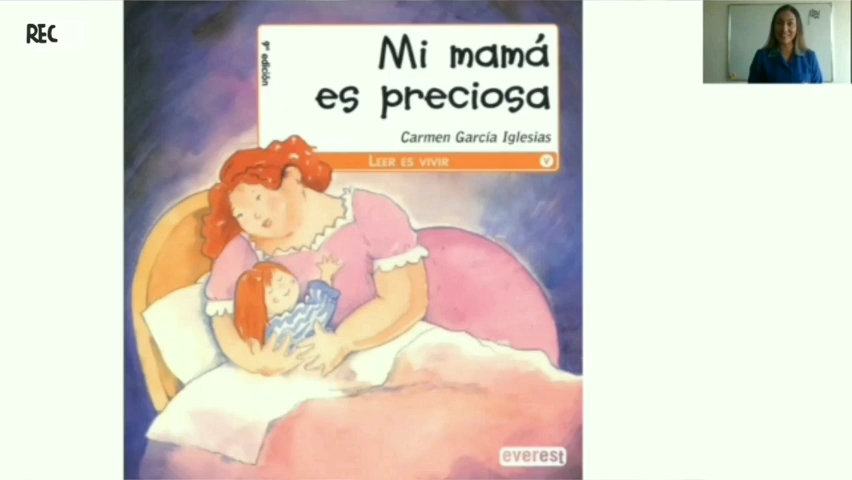 REC
9ª edición
Mi mamá
es preciosa
Carmen García Iglesias
LEER ES VIVIR
V
everest